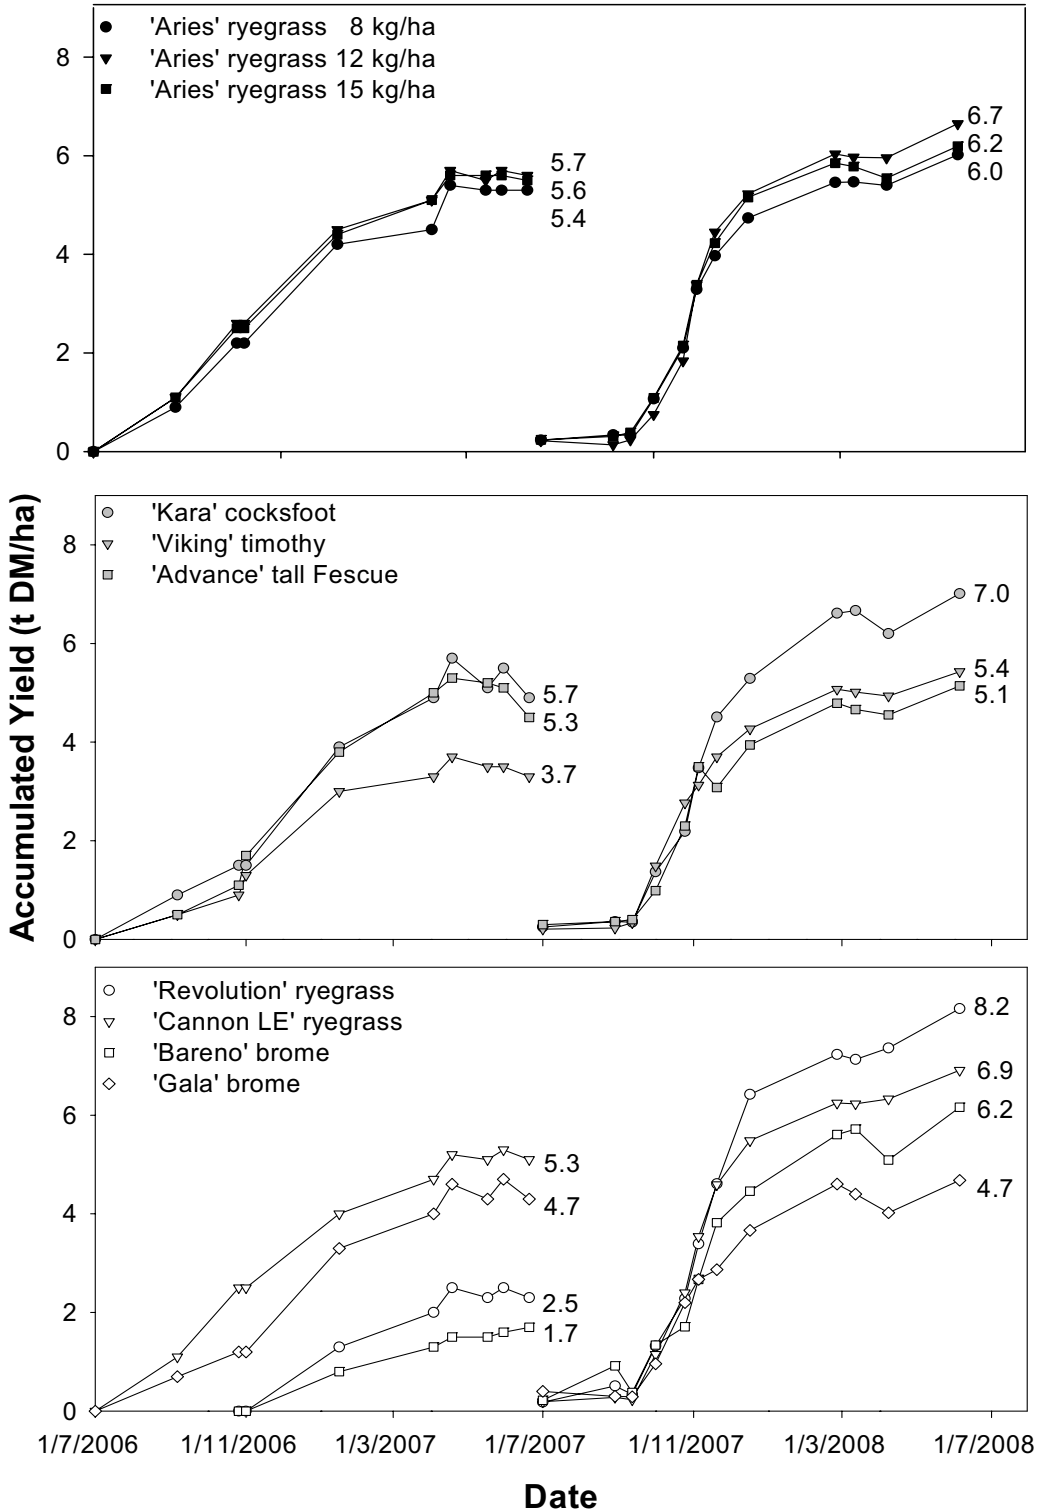 'Aries' ryegrass 8 kg/ha
'Aries' ryegrass 12 kg/ha
'Aries' ryegrass 15 kg/ha
8
6
4
2
0
5.7
5.6
5.4
6.7
6.2
6.0
Accumulated Yield (t DM/ha)
'Kara' cocksfoot
'Viking' timothy
'Advance' tall Fescue
8
6
4
2
0
5.7
5.3
3.7
7.0
5.4
5.1
'Revolution' ryegrass
'Cannon LE' ryegrass
'Bareno' brome
'Gala' brome
8
6
4
2
0
5.3
4.7
2.5
1.7
8.2
6.9
6.2
4.7
1/7/2006 1/11/2006 1/3/2007 1/7/2007 1/11/2007 1/3/2008 1/7/2008
Date